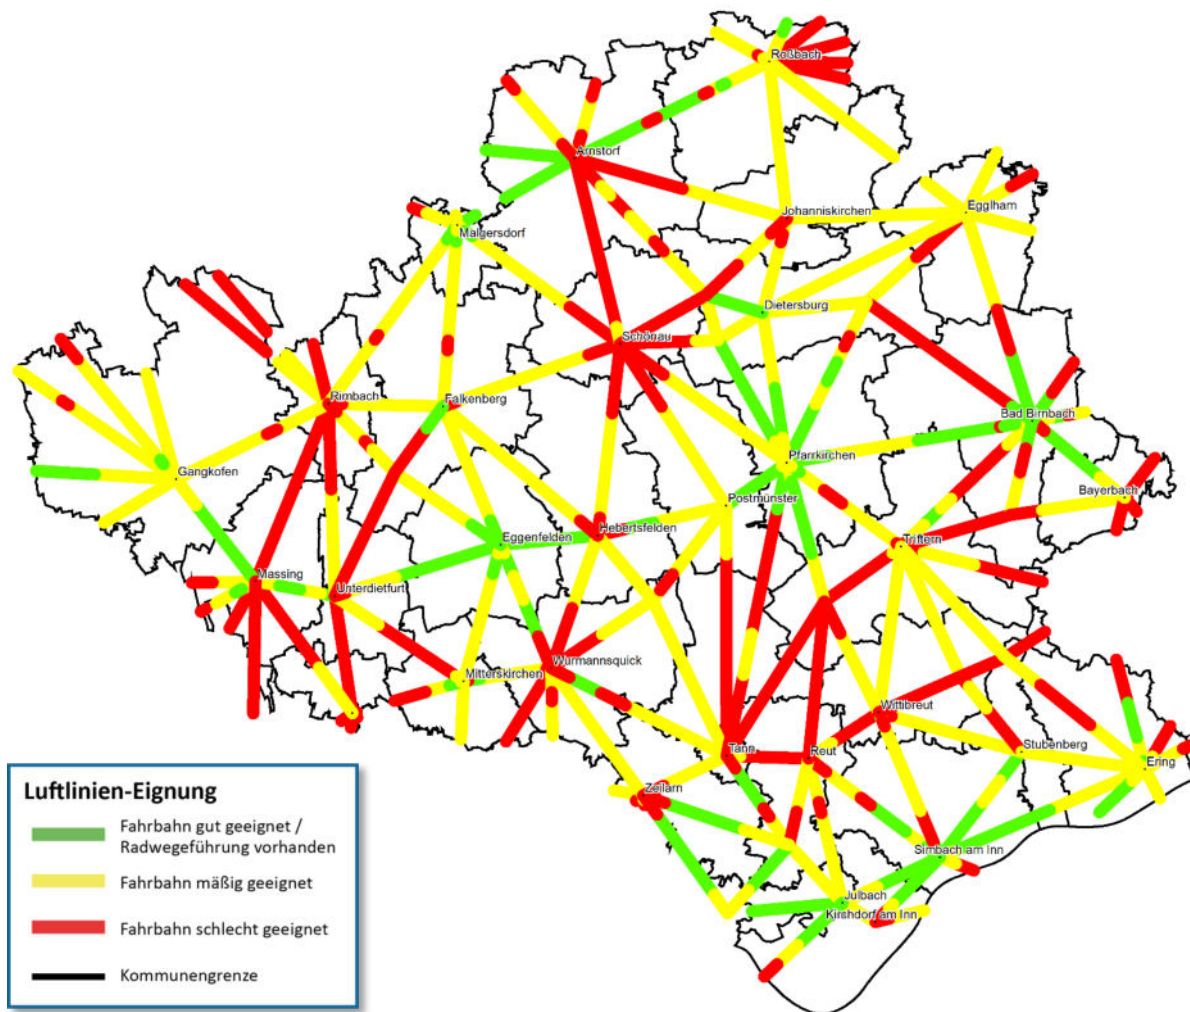 Roßbach
Arnstorf
Johanniskirchen
Egglham
Malgersdorf
Dietersburg
Schönau
Rimbach
Falkenberg
Bad Birnbach
Pfarrkirchen
Gangkofen
Bayerbach
Postmünster
Hebertsfelden
Eggenfelden
Triftern
Massing
Unterdietfurt
Wurmannsquick
Mitterskirchen
Wittibreut
Stubenberg
Tann
Reut
Ering
Zeilarn
Simbach am Inn
Julbach
Kirshdorf am Inn
Luftlinien-Eignung
Fahrbahn gut geeignet /
Radwegeführung vorhanden
Fahrbahn mäßig geeignet
Fahrbahn schlecht geeignet
Kommunengrenze